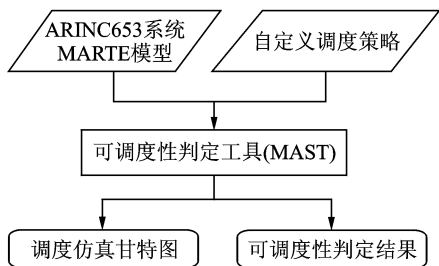 ARINC653系统
MARTE模型
自定义调度策略
可调度性判定工具(MAST)
调度仿真甘特图
可调度性判定结果